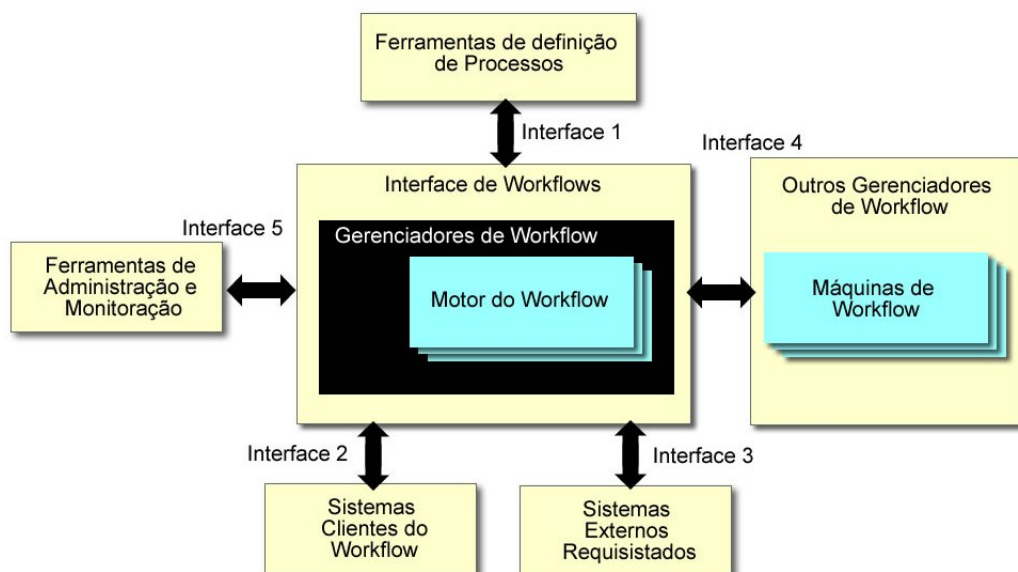 Ferramentas de definição
de Processos
Interface 1
Interface 4
Interface de Workflows
Outros Gerenciadores
de Workflow
Interface 5
Gerenciadores de Workflow
Ferramentas de
Administração e
Monitoração
Motor do Workflow
Máquinas de
Workflow
Interface 2
Interface 3
Sistemas
Clientes do
Workflow
Sistemas
Externos
Requisistados